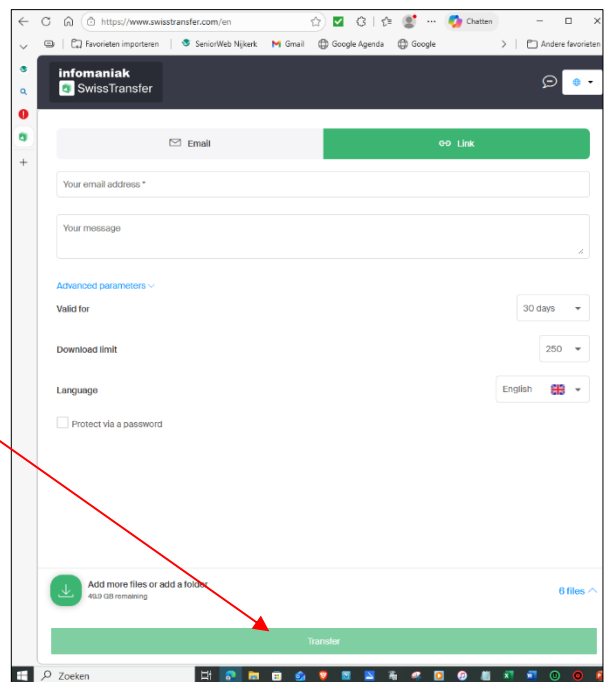 https://www.swisstransfer.com/en
Chatten
Favorieten importeren
SeniorWeb Nijkerk
Gmail
Google Agenda
Google
Andere favorieten
infomaniak
SwissTransfer
Email
Link
Your email address *
Your message
Advanced parameters
Valid for
30 days
Download limit
250
Language
English
Protect via a password
Add more files or add a folder
49.9 GB remaining
6 files
Transfer
Zoeken